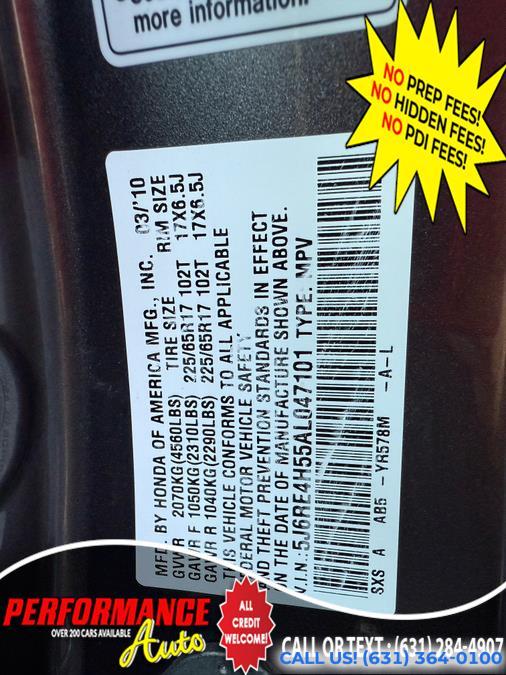 more information.
NO PREP FEES!
NO HIDDEN FEES!
NO PDI FEES!
MFD. BY HONDA OF AMERICA MFG., INC. 03/'10
GVWR 2070KG(4560LBS) TIRE SIZE RIM SIZE
GAWR F 1050KG(2310LBS) 225/65R17 102T 17X6.5J
GAWR R 1040KG(2290LBS) 225/65R17 102T 17X6.5J
THIS VEHICLE CONFORMS TO ALL APPLICABLE
FEDERAL MOTOR VEHICLE SAFETY
AND THEFT PREVENTION STANDARDS IN EFFECT
ON THE DATE OF MANUFACTURE SHOWN ABOVE.
V.I.N.: 5J6RE4H55AL047101 TYPE: MPV
SXS A AB5 -YR578M -A-L
PERFORMANCE
OVER 200 CARS AVAILABLE
Auto
ALL CREDIT WELCOME!
CALL OR TEXT : (631) 284-4907
CALL US! (631) 364-0100